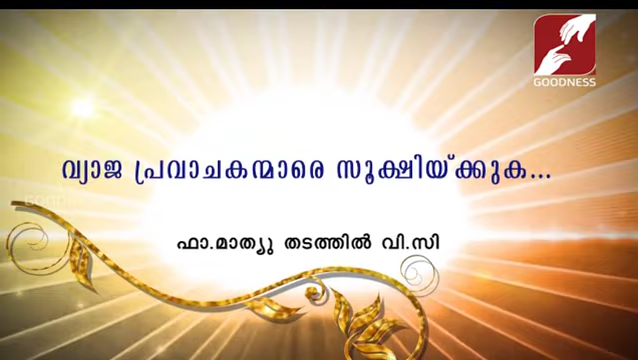 GOODNESS
വ്യാജ പ്രവാചകന്മാരെ സൂക്ഷിയ്ക്കുക...
ഫാ.മാത്യു തടത്തിൽ വി.സി